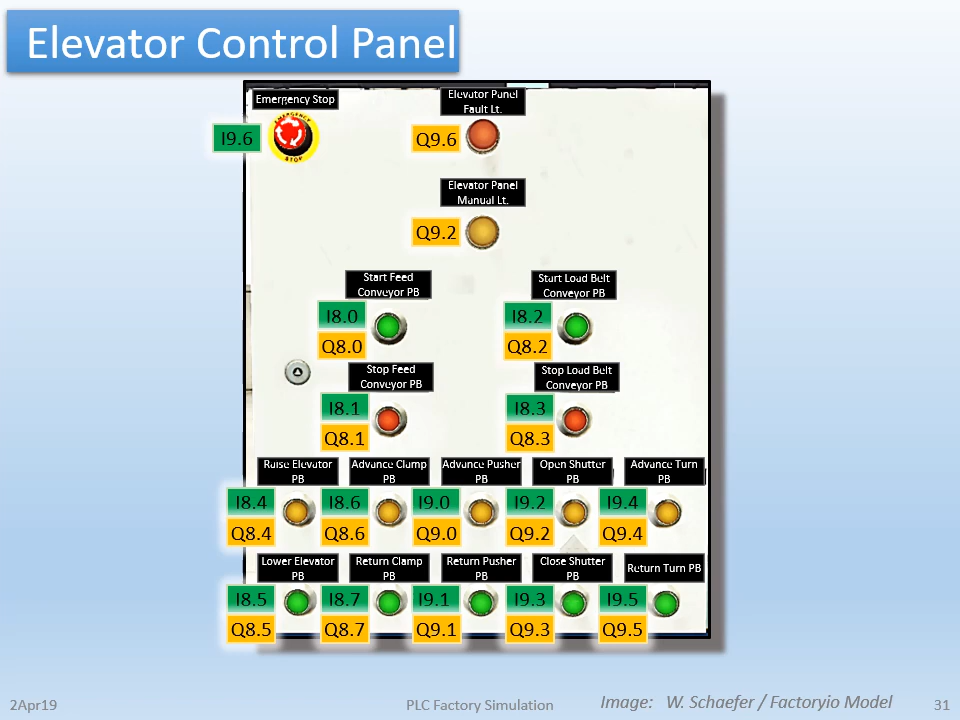 Elevator Control Panel
Emergency Stop
EMERGENCY
STOP
I9.6
Elevator Panel
Fault Lt.
Q9.6
Elevator Panel
Manual Lt.
Q9.2
Start Feed
Conveyor PB
I8.0
Q8.0
Start Load Belt
Conveyor PB
I8.2
Q8.2
Stop Feed
Conveyor PB
I8.1
Q8.1
Stop Load Belt
Conveyor PB
I8.3
Q8.3
Raise Elevator
PB
I8.4
Q8.4
Advance Clamp
PB
I8.6
Q8.6
Advance Pusher
PB
I9.0
Q9.0
Open Shutter
PB
I9.2
Q9.2
Advance Turn
PB
I9.4
Q9.4
Lower Elevator
PB
I8.5
Q8.5
Return Clamp
PB
I8.7
Q8.7
Return Pusher
PB
I9.1
Q9.1
Close Shutter
PB
I9.3
Q9.3
Return Turn PB
I9.5
Q9.5
2Apr19
PLC Factory Simulation
Image: W. Schaefer / Factoryio Model
31